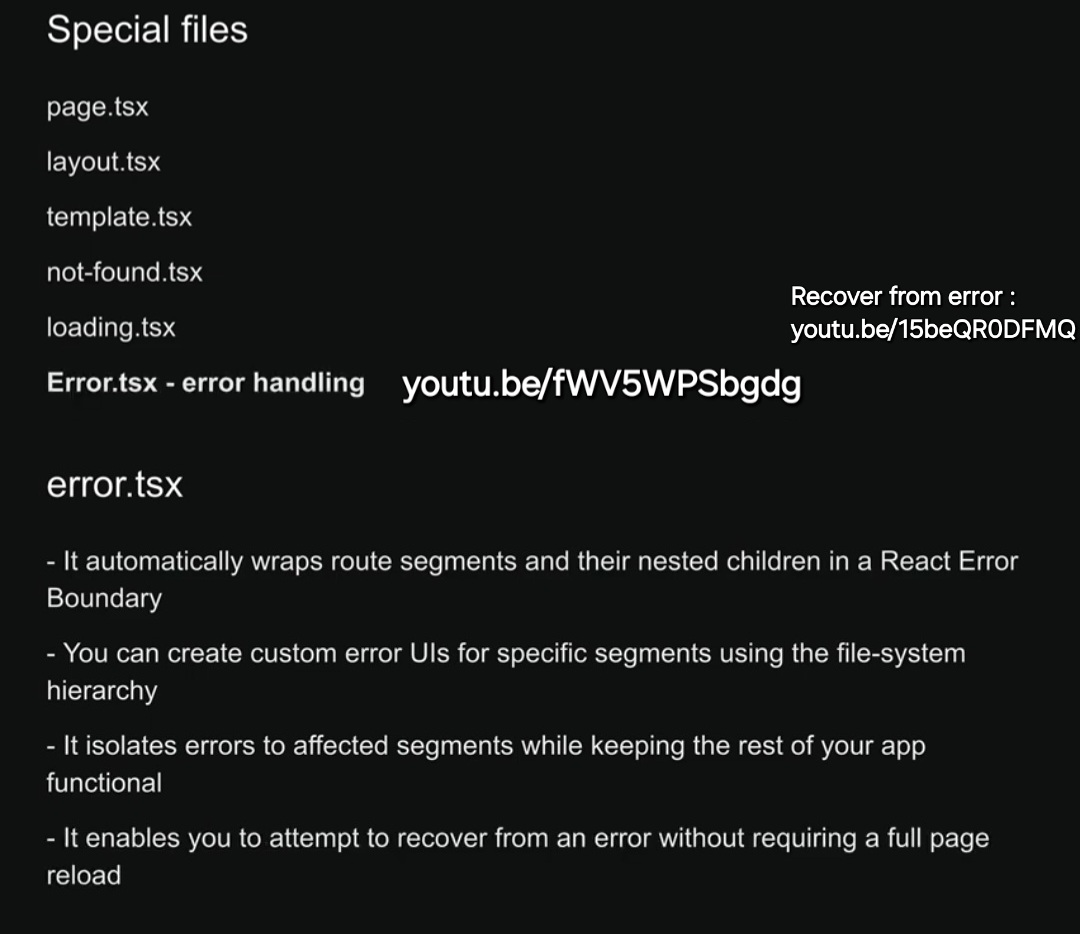 Special files
page.tsx
layout.tsx
template.tsx
not-found.tsx
loading.tsx
Recover from error :
youtu.be/15beQR0DFMQ
Error.tsx - error handling
youtu.be/fWV5WPSbgdg
error.tsx
- It automatically wraps route segments and their nested children in a React Error
Boundary
- You can create custom error UIs for specific segments using the file-system
hierarchy
- It isolates errors to affected segments while keeping the rest of your app
functional
- It enables you to attempt to recover from an error without requiring a full page
reload